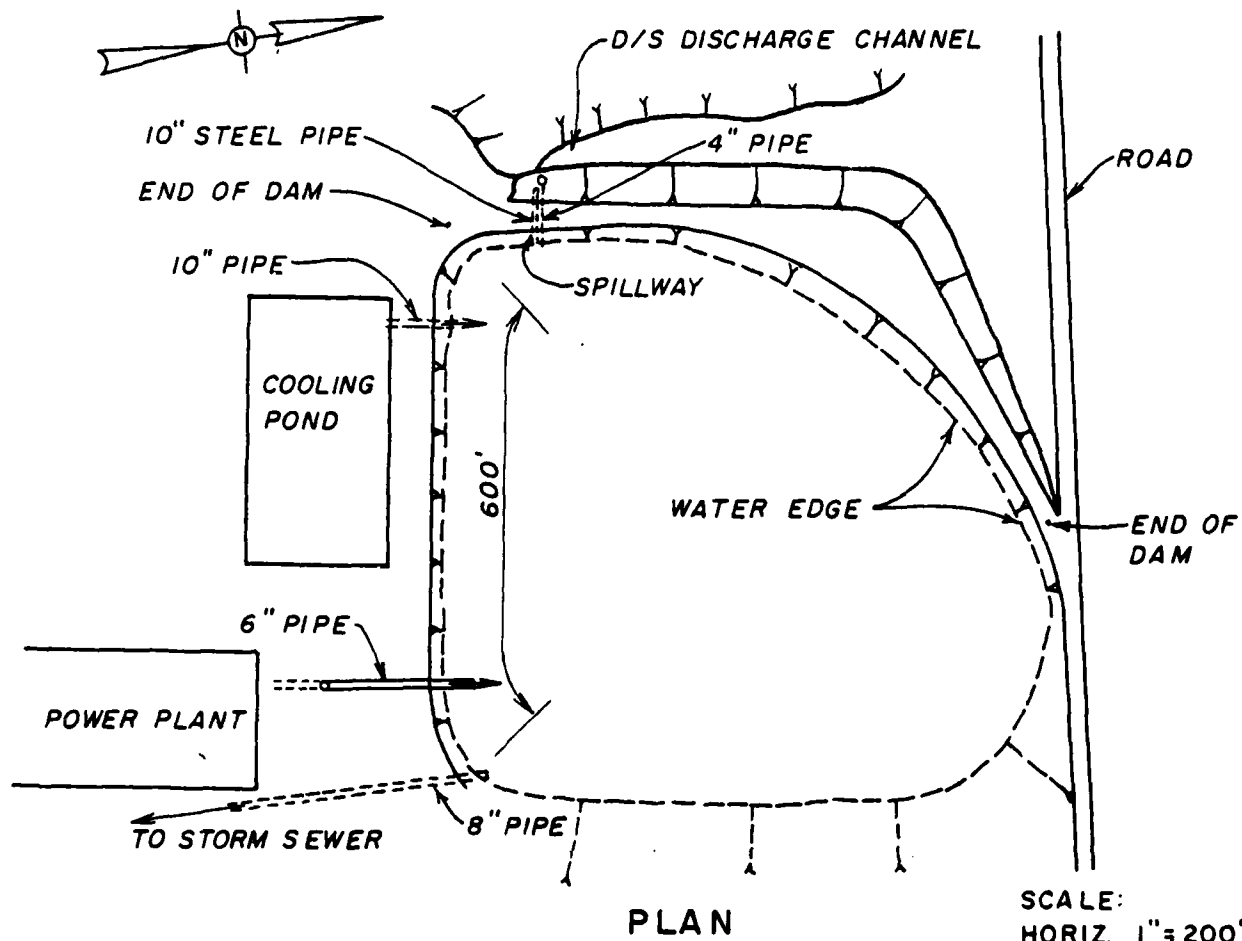 N
D/S DISCHARGE CHANNEL
10" STEEL PIPE
4" PIPE
ROAD
END OF DAM
10" PIPE
SPILLWAY
COOLING
POND
600'
WATER EDGE
END OF
DAM
6" PIPE
POWER PLANT
8" PIPE
TO STORM SEWER
PLAN
SCALE:
HORIZ. 1"=200'